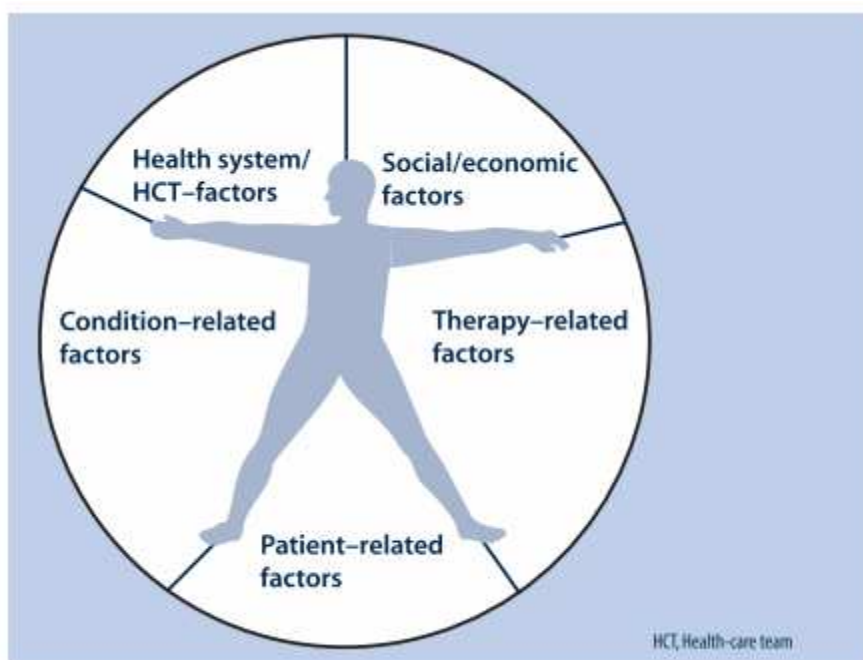 Health system/
HCT–factors
Social/economic
factors
Condition–related
factors
Therapy–related
factors
Patient–related
factors
HCT, Health-care team